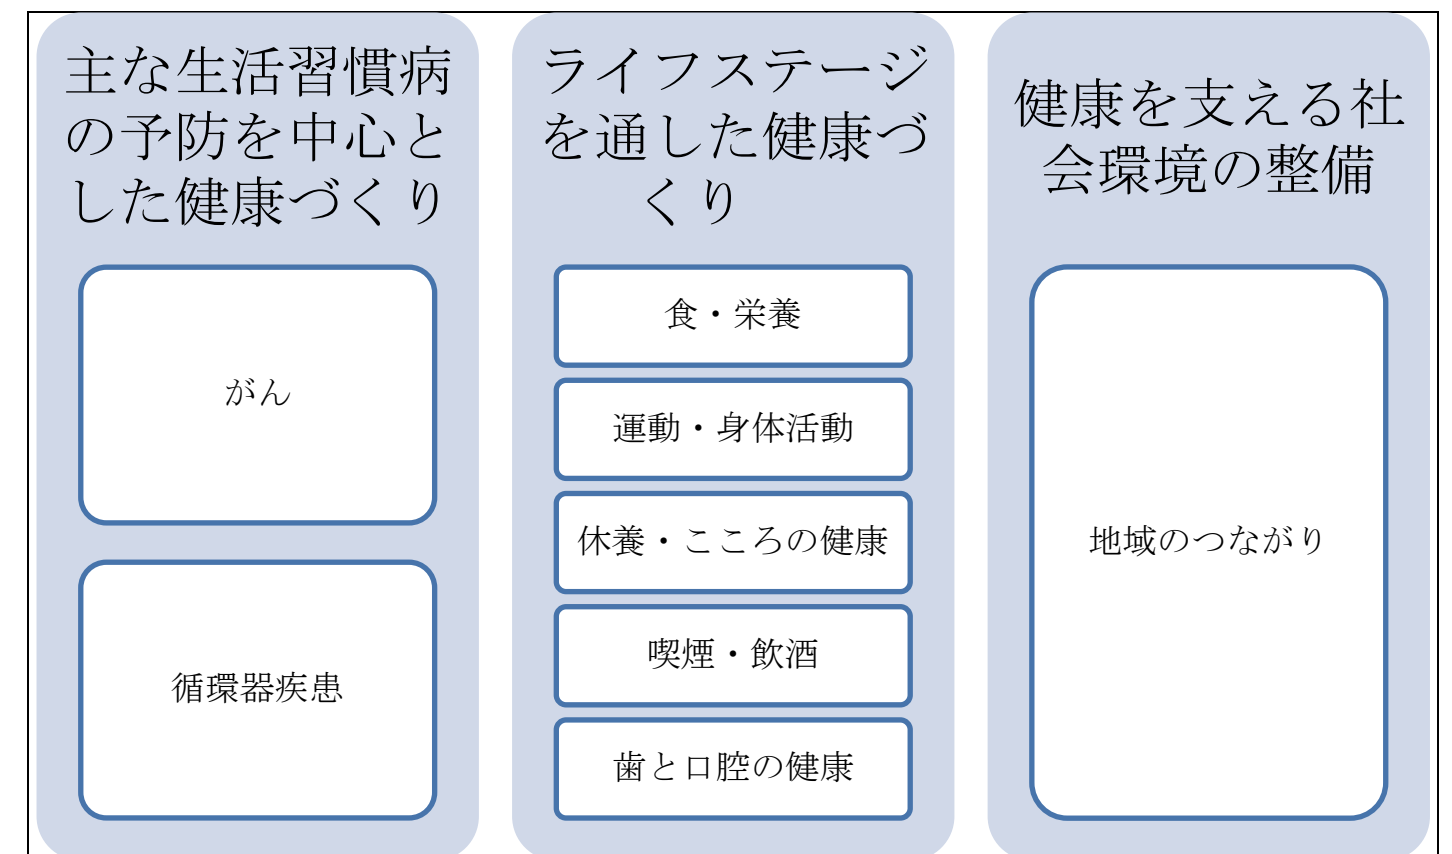 主な生活習慣病
の予防を中心と
した健康づくり
がん
循環器疾患
ライフステージ
を通した健康づ
くり
食・栄養
運動・身体活動
休養・こころの健康
喫煙・飲酒
歯と口腔の健康
健康を支える社
会環境の整備
地域のつながり